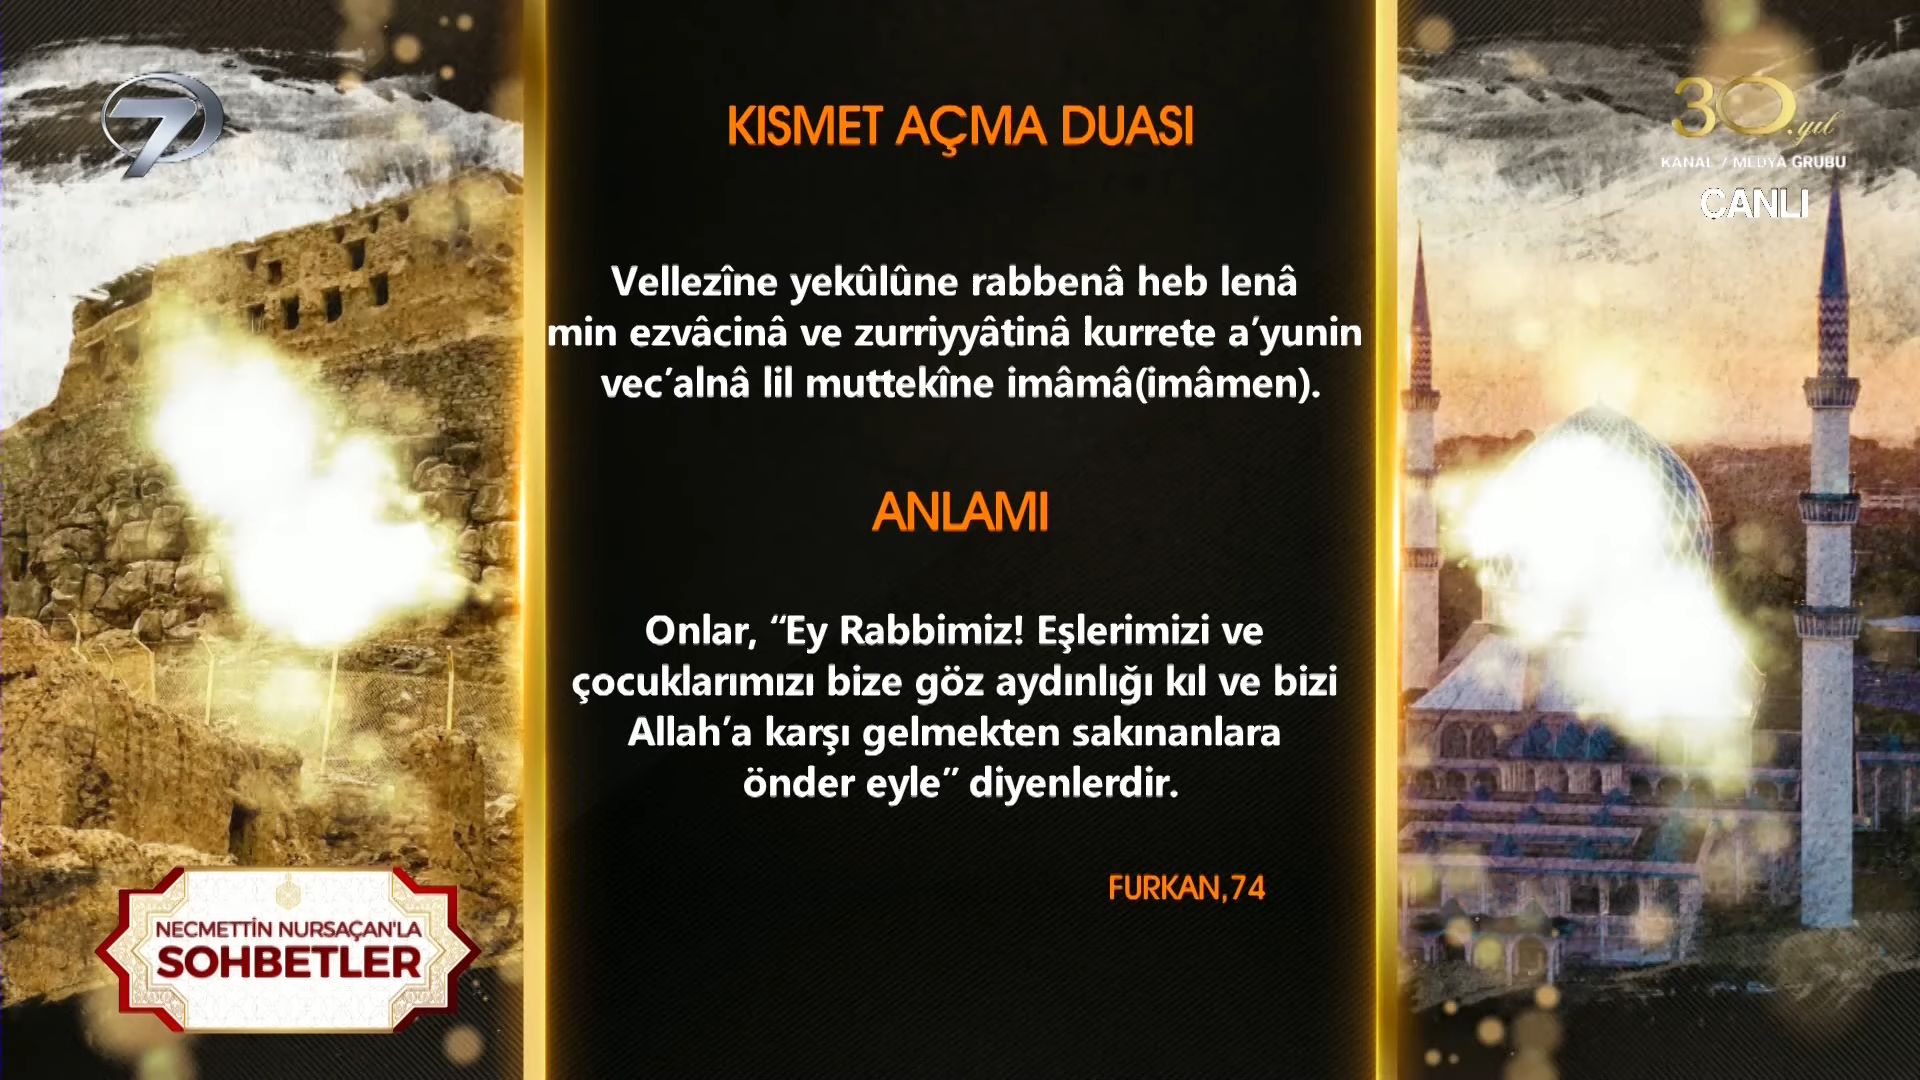 7
30.yıl
KANAL 7 MEDYA GRUBU
CANLI
KISMET AÇMA DUASI
Vellezîne yekûlûne rabbenâ heb lenâ
min ezvâcinâ ve zurriyyâtinâ kurrete a’yunin
vec’alnâ lil muttekîne imâmâ(imâmen).
ANLAMI
Onlar, “Ey Rabbimiz! Eşlerimizi ve
çocuklarımızı bize göz aydınlığı kıl ve bizi
Allah’a karşı gelmekten sakınanlara
önder eyle” diyenlerdir.
FURKAN,74
NECMETTİN NURSAÇAN'LA
SOHBETLER